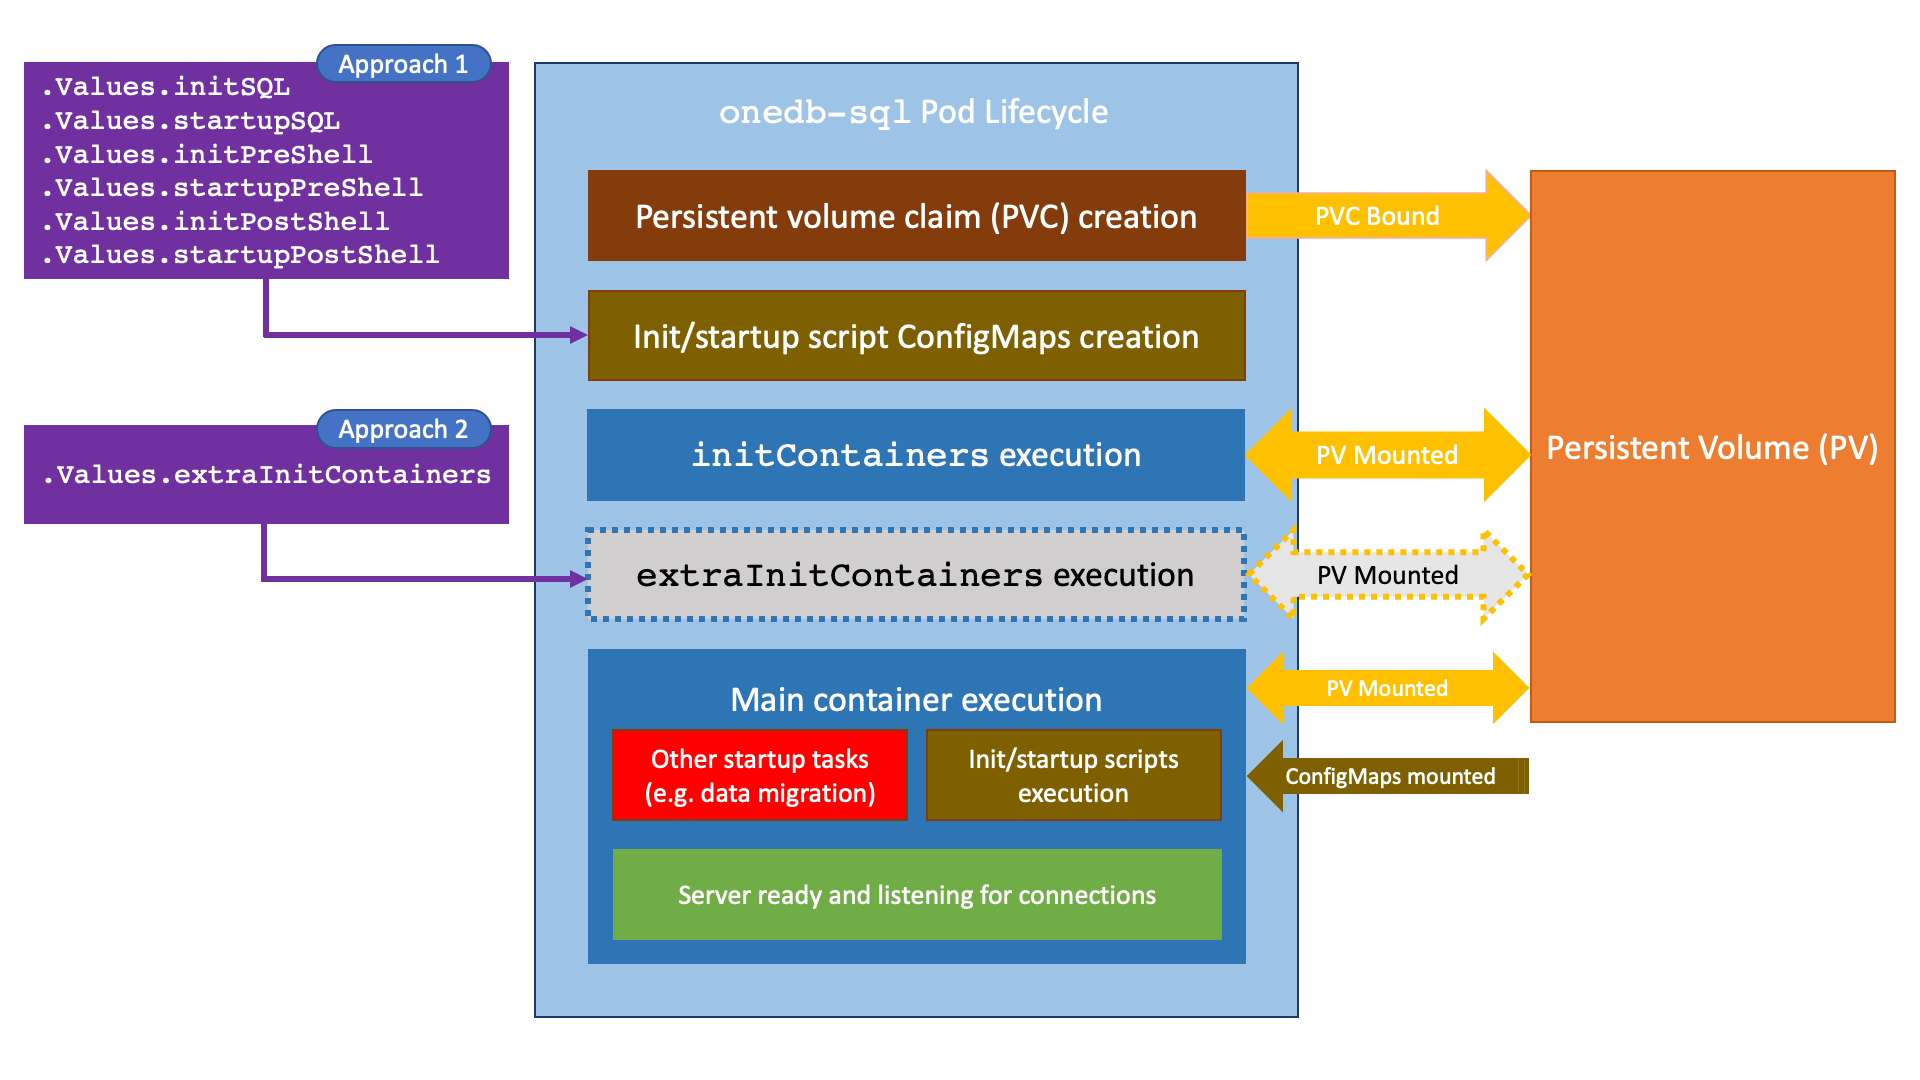 Approach 1
.Values.initSQL
.Values.startupSQL
.Values.initPreShell
.Values.startupPreShell
.Values.initPostShell
.Values.startupPostShell
Approach 2
.Values.extraInitContainers
onedb-sql Pod Lifecycle
Persistent volume claim (PVC) creation
PVC Bound
Init/startup script ConfigMaps creation
initContainers execution
PV Mounted
Persistent Volume (PV)
extraInitContainers execution
PV Mounted
Main container execution
PV Mounted
Other startup tasks
(e.g. data migration)
Init/startup scripts
execution
ConfigMaps mounted
Server ready and listening for connections